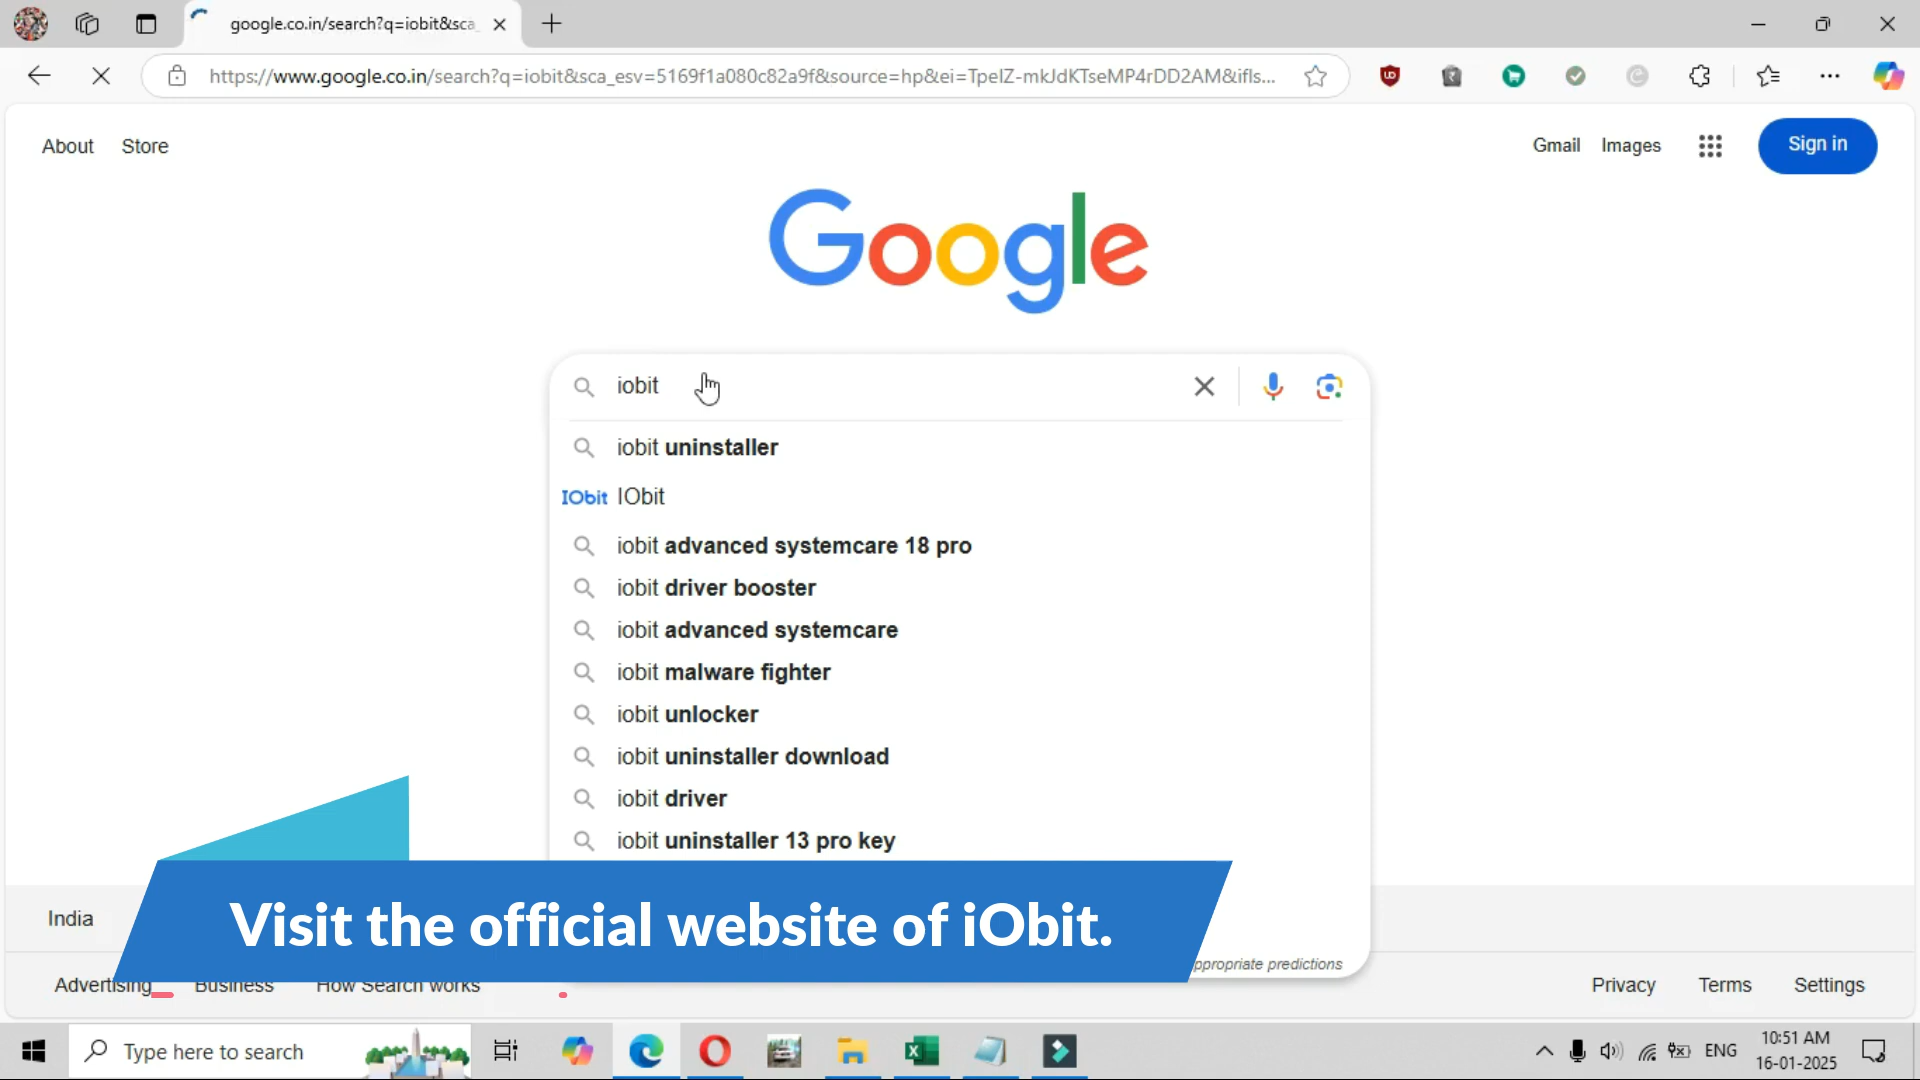 google.co.in/search?q=iobit&sca_
https://www.google.co.in/search?q=iobit&sca_esv=5169f1a080c82a9f&source=hp&ei=TpelZ-mkJdKTseMP4rDD2AM&ifls...
About Store
Gmail Images Sign in
Google
iobit
iobit uninstaller
IObit IObit
iobit advanced systemcare 18 pro
iobit driver booster
iobit advanced systemcare
iobit malware fighter
iobit unlocker
iobit uninstaller download
iobit driver
iobit uninstaller 13 pro key
India
Visit the official website of iObit.
ppropriate predictions
Advertising Business How Search works
Privacy Terms Settings
Type here to search
ENG
10:51 AM
16-01-2025